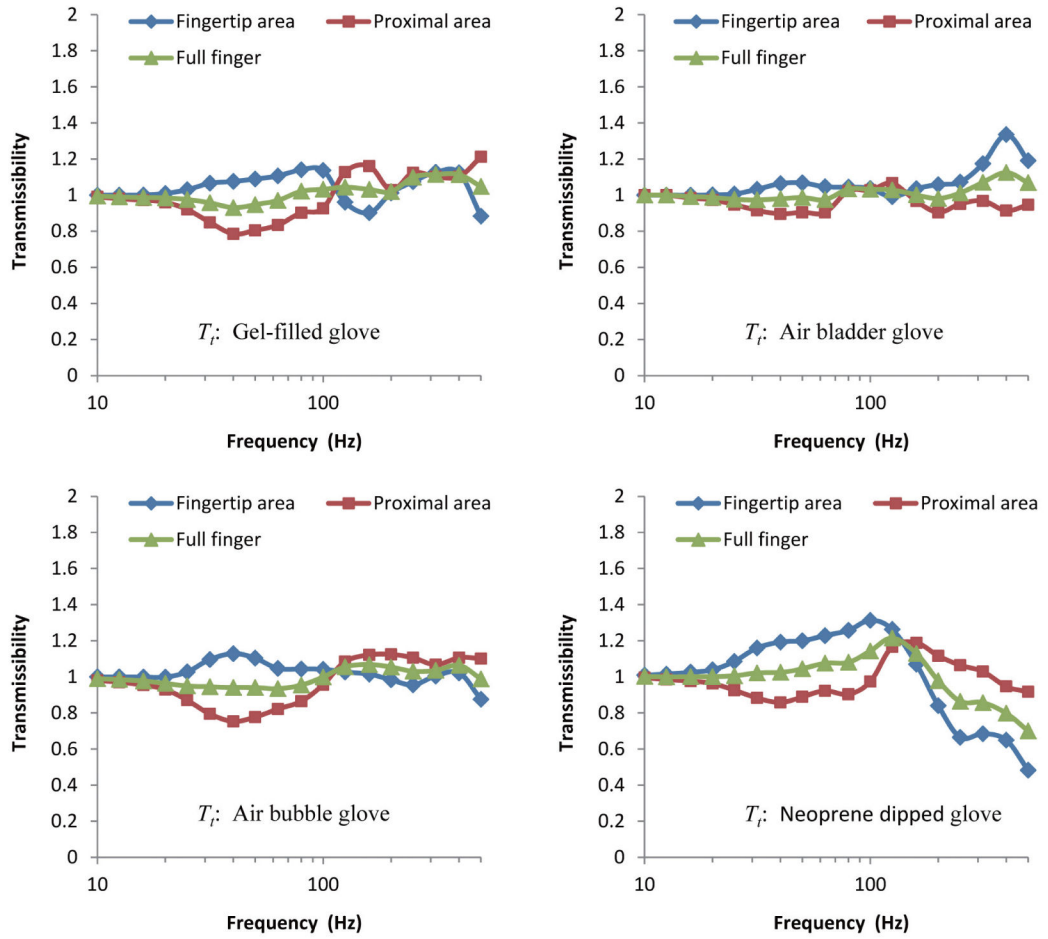 2
1.8
1.6
1.4
1.2
1
0.8
0.6
0.4
0.2
0
Transmissibility
Fingertip area
Proximal area
Full finger
Tt: Gel-filled glove
10
100
Frequency (Hz)
2
1.8
1.6
1.4
1.2
1
0.8
0.6
0.4
0.2
0
Transmissibility
Fingertip area
Proximal area
Full finger
Tt: Air bladder glove
10
100
Frequency (Hz)
2
1.8
1.6
1.4
1.2
1
0.8
0.6
0.4
0.2
0
Transmissibility
Fingertip area
Proximal area
Full finger
Tt: Air bubble glove
10
100
Frequency (Hz)
2
1.8
1.6
1.4
1.2
1
0.8
0.6
0.4
0.2
0
Transmissibility
Fingertip area
Proximal area
Full finger
Tt: Neoprene dipped glove
10
100
Frequency (Hz)